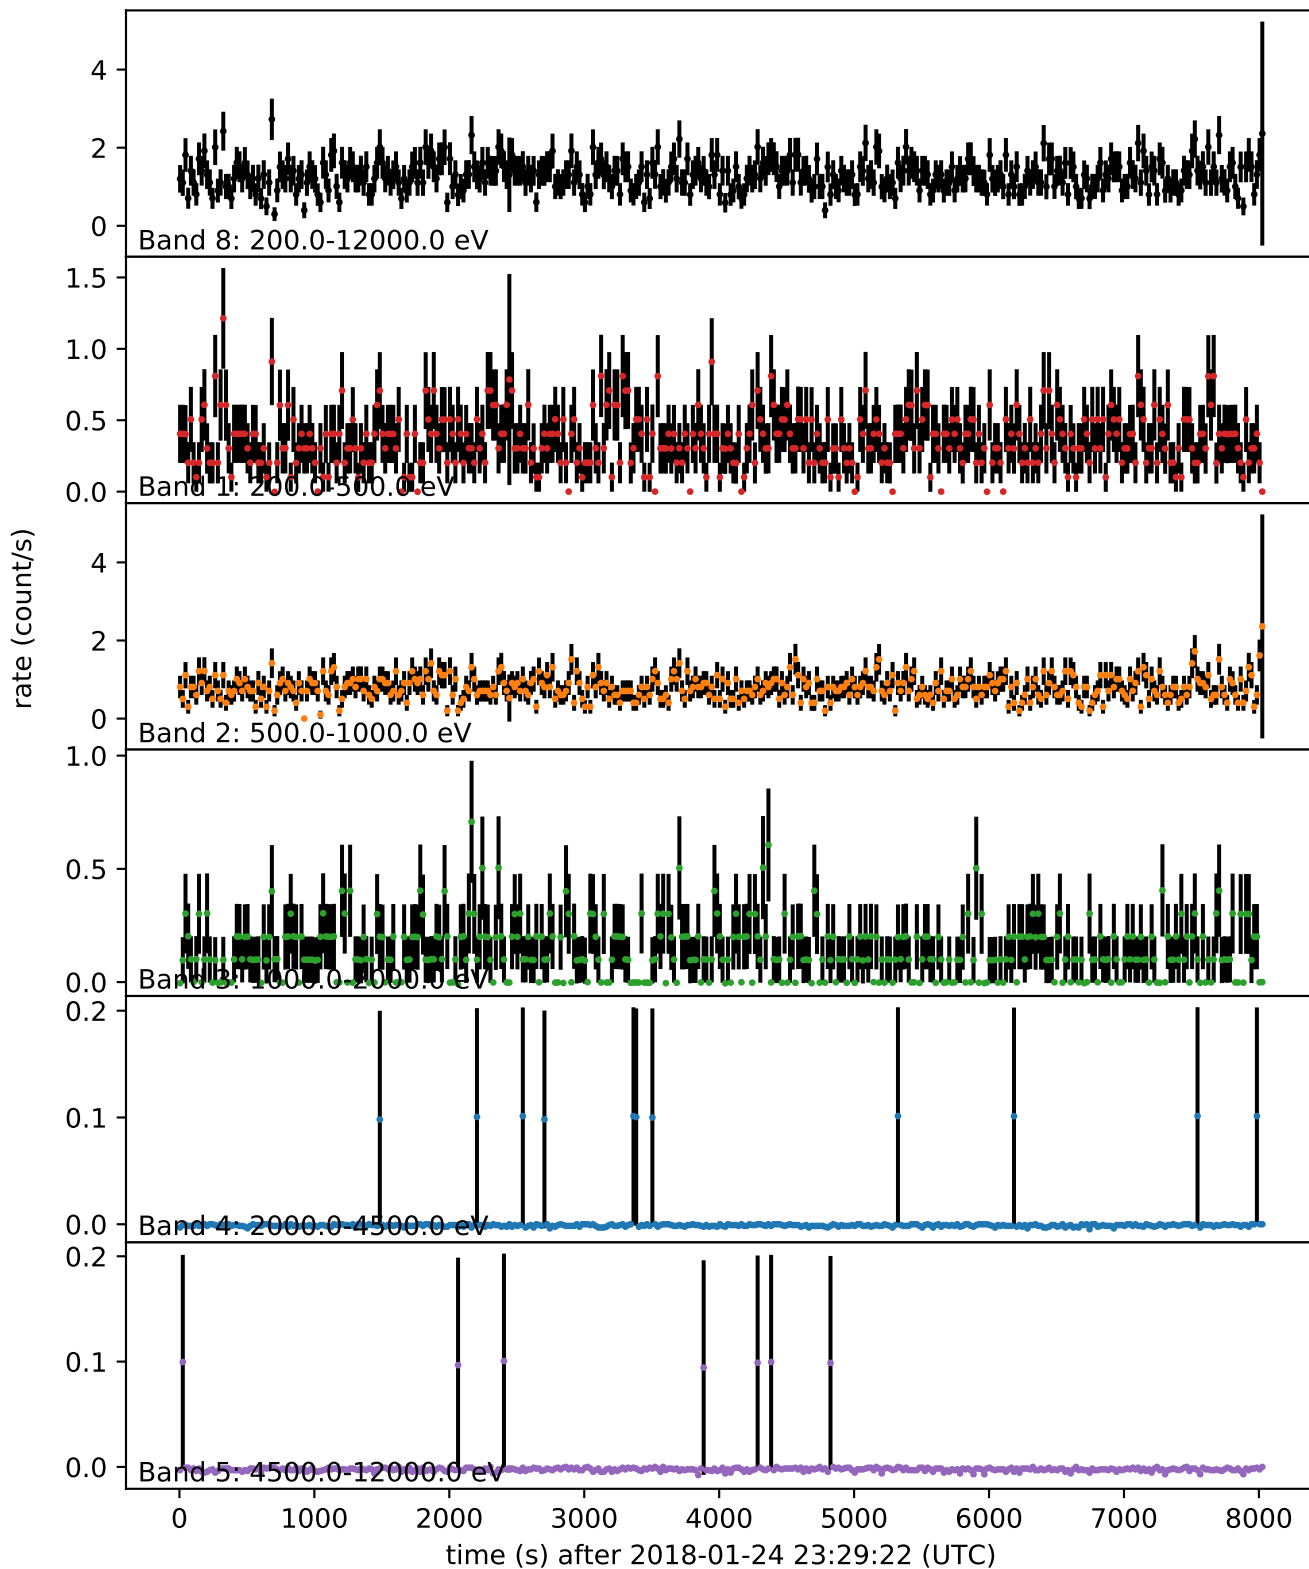 4
2
0
Band 8: 200.0-12000.0 eV
1.5
1.0
0.5
0.0
Band 1: 200.0-500.0 eV
rate (count/s)
4
2
0
Band 2: 500.0-1000.0 eV
1.0
0.5
0.0
Band 3: 1000.0-2000.0 eV
0.2
0.1
0.0
Band 4: 2000.0-4500.0 eV
0.2
0.1
0.0
Band 5: 4500.0-12000.0 eV
0 1000 2000 3000 4000 5000 6000 7000 8000
time (s) after 2018-01-24 23:29:22 (UTC)